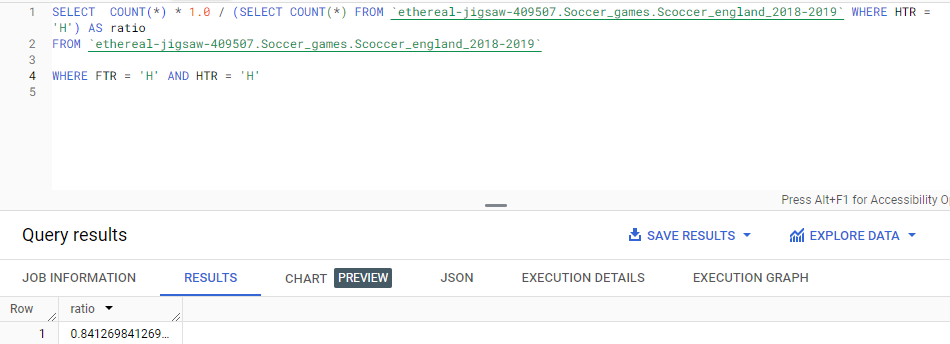 1 SELECT COUNT(*) * 1.0 / (SELECT COUNT(*) FROM `ethereal-jigsaw-409507.Soccer_games.Scoccer_england_2018-2019` WHERE HTR =
'H') AS ratio
2 FROM `ethereal-jigsaw-409507.Soccer_games.Scoccer_england_2018-2019`
3
4 WHERE FTR = 'H' AND HTR = 'H'
5
Press Alt+F1 for Accessibility O
Query results
SAVE RESULTS
EXPLORE DATA
JOB INFORMATION
RESULTS
CHART PREVIEW
JSON
EXECUTION DETAILS
EXECUTION GRAPH
Row ratio
1 0.841269841269...